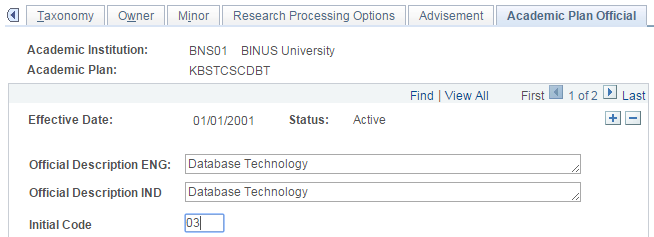 Taxonomy Owner Minor Research Processing Options Advisement Academic Plan Official
Academic Institution: BNS01 BINUS University
Academic Plan: KBSTCSCDBT
Find | View All First 1 of 2 Last
Effective Date: 01/01/2001 Status: Active
Official Description ENG: Database Technology
Official Description IND Database Technology
Initial Code 03